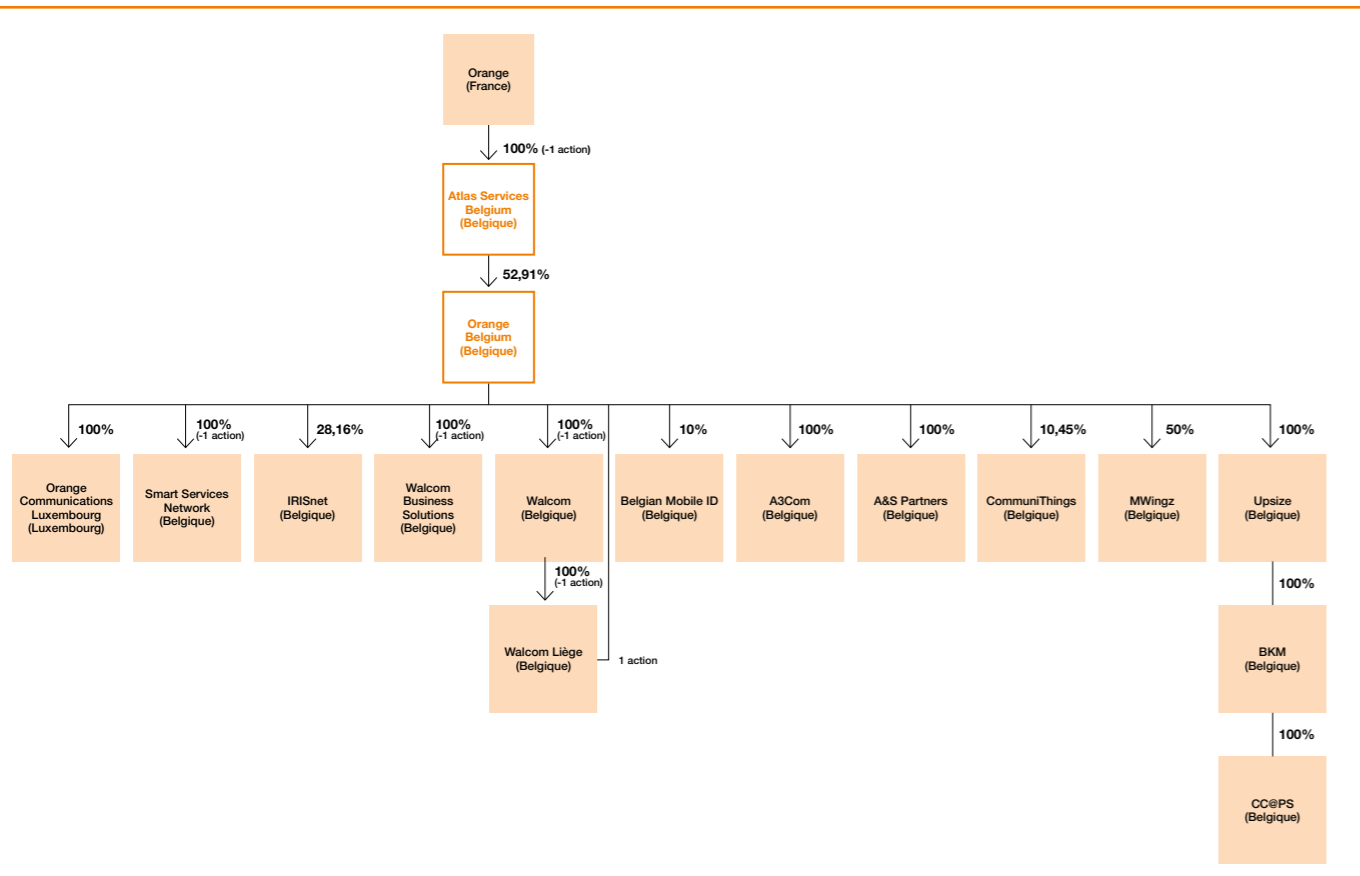 Orange
(France)
100% (-1 action)
Atlas Services
Belgium
(Belgique)
52,91%
Orange
Belgium
(Belgique)
100%
100%
(-1 action)
28,16%
100%
(-1 action)
100%
(-1 action)
10%
100%
100%
10,45%
50%
100%
Orange
Communications
Luxembourg
(Luxembourg)
Smart Services
Network
(Belgique)
IRISnet
(Belgique)
Walcom
Business
Solutions
(Belgique)
Walcom
(Belgique)
Belgian Mobile ID
(Belgique)
A3Com
(Belgique)
A&S Partners
(Belgique)
CommuniThings
(Belgique)
MWingz
(Belgique)
Upsize
(Belgique)
100%
(-1 action)
100%
Walcom Liège
(Belgique)
1 action
BKM
(Belgique)
100%
CC@PS
(Belgique)